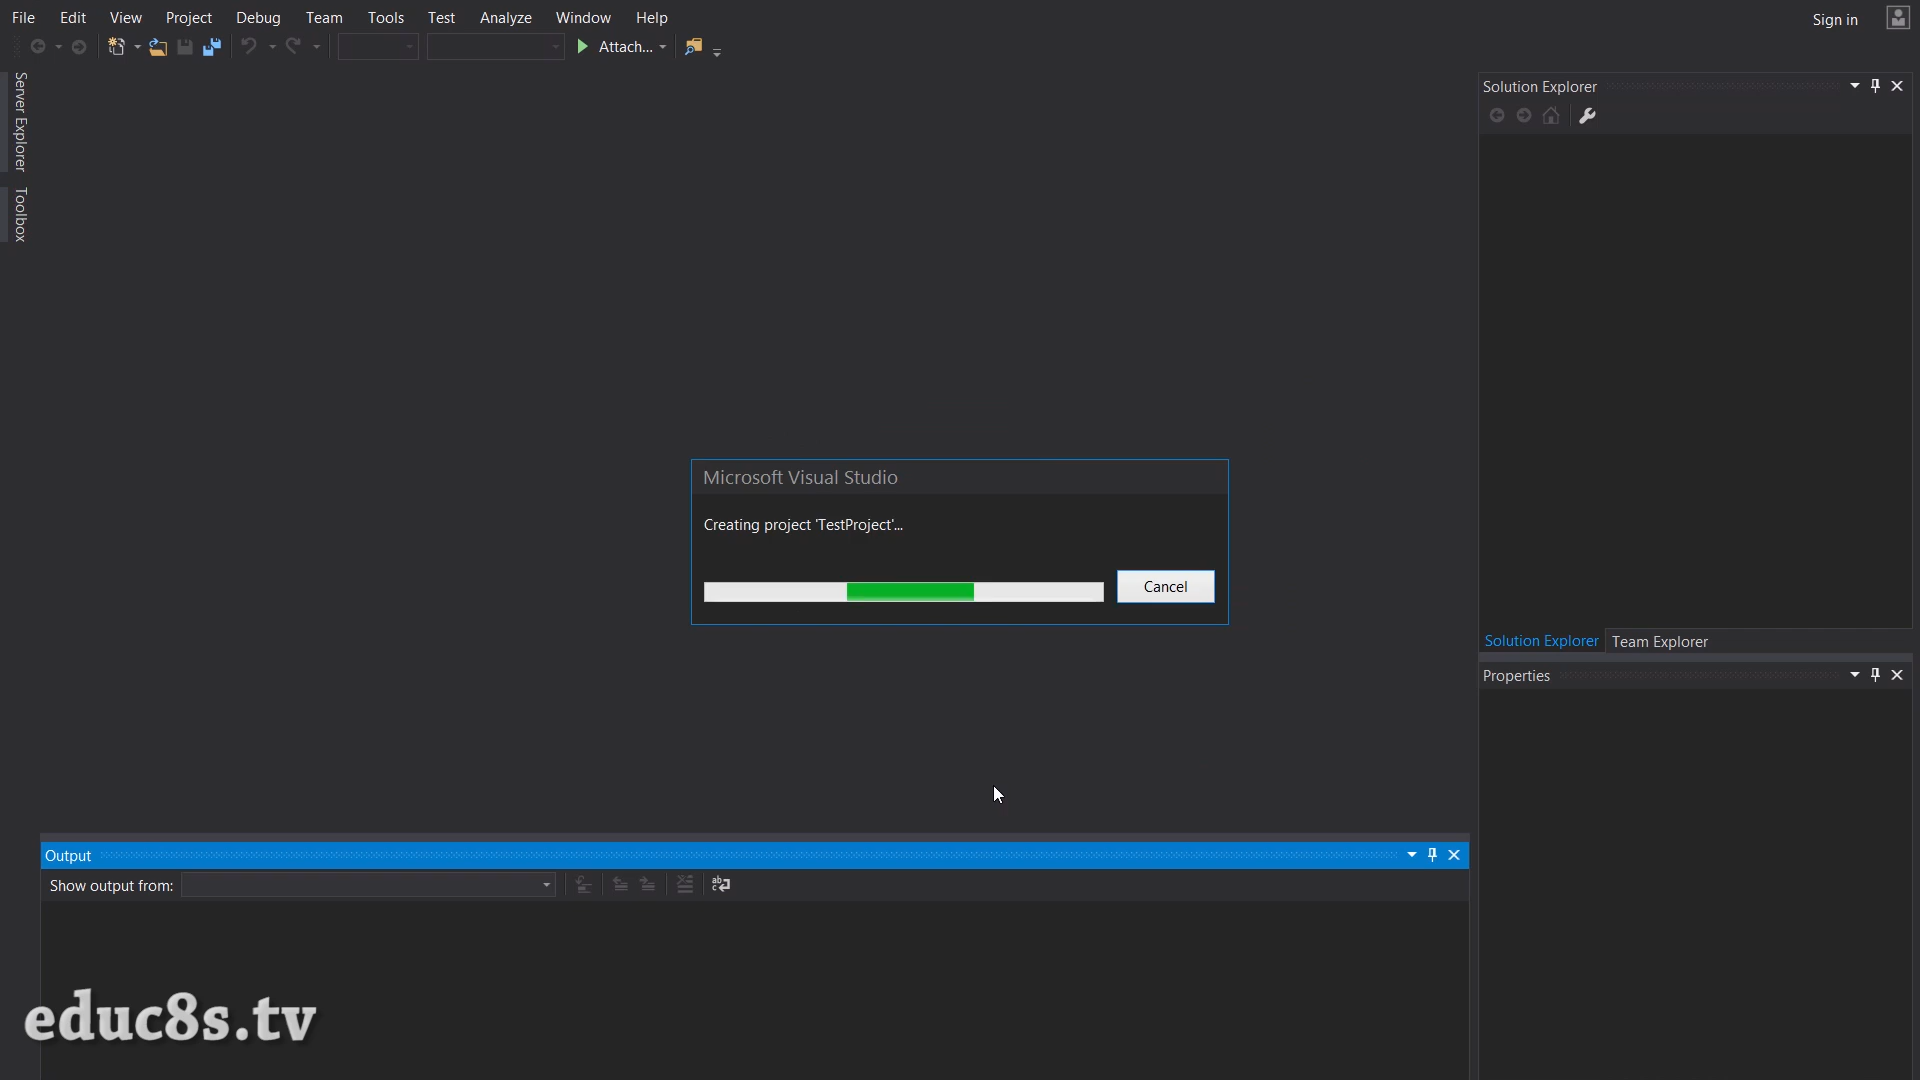 File Edit View Project Debug Team Tools Test Analyze Window Help
Sign in
Attach...
Server Explorer
Toolbox
Solution Explorer
Microsoft Visual Studio
Creating project 'TestProject'...
Cancel
Solution Explorer Team Explorer
Properties
Output
Show output from:
educ8s.tv